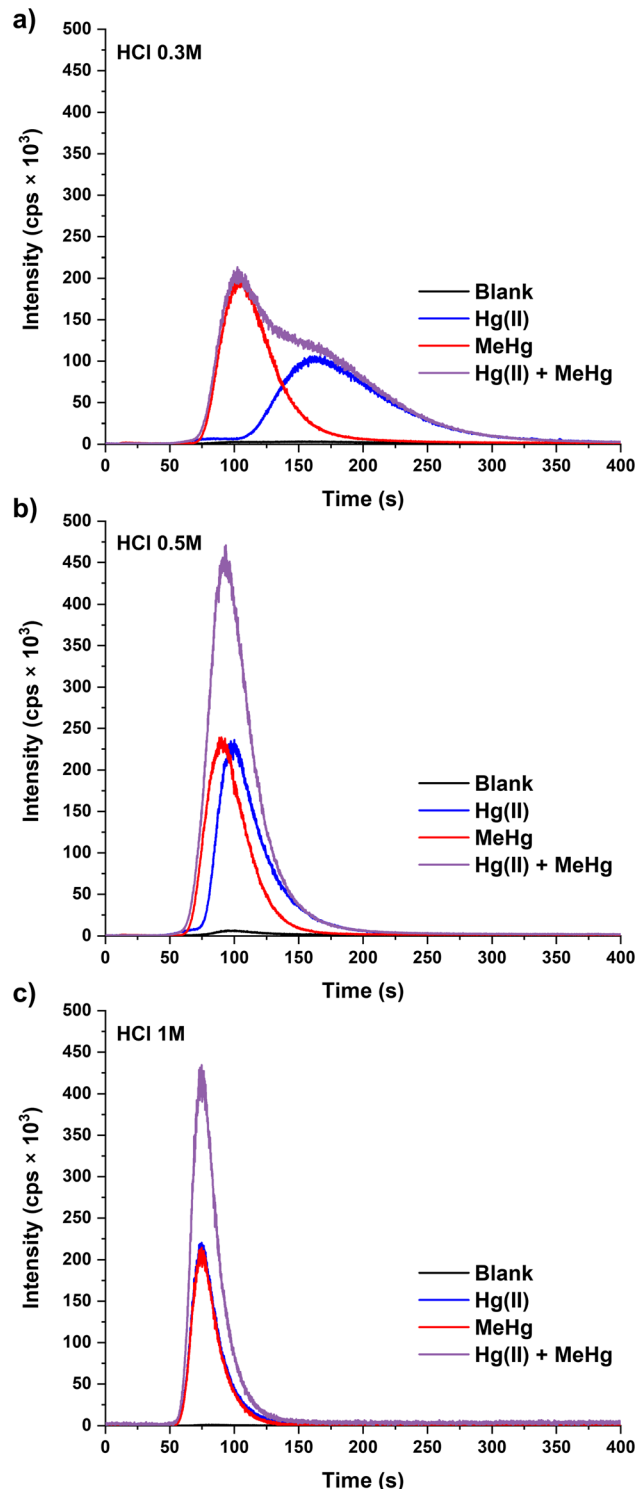 a)
HCl 0.3M
Intensity (cps × 10³)
500
450
400
350
300
250
200
150
100
50
0
Blank
Hg(II)
MeHg
Hg(II) + MeHg
0 50 100 150 200 250 300 350 400
Time (s)
b)
HCl 0.5M
Intensity (cps × 10³)
500
450
400
350
300
250
200
150
100
50
0
Blank
Hg(II)
MeHg
Hg(II) + MeHg
0 50 100 150 200 250 300 350 400
Time (s)
c)
HCl 1M
Intensity (cps × 10³)
500
450
400
350
300
250
200
150
100
50
0
Blank
Hg(II)
MeHg
Hg(II) + MeHg
0 50 100 150 200 250 300 350 400
Time (s)